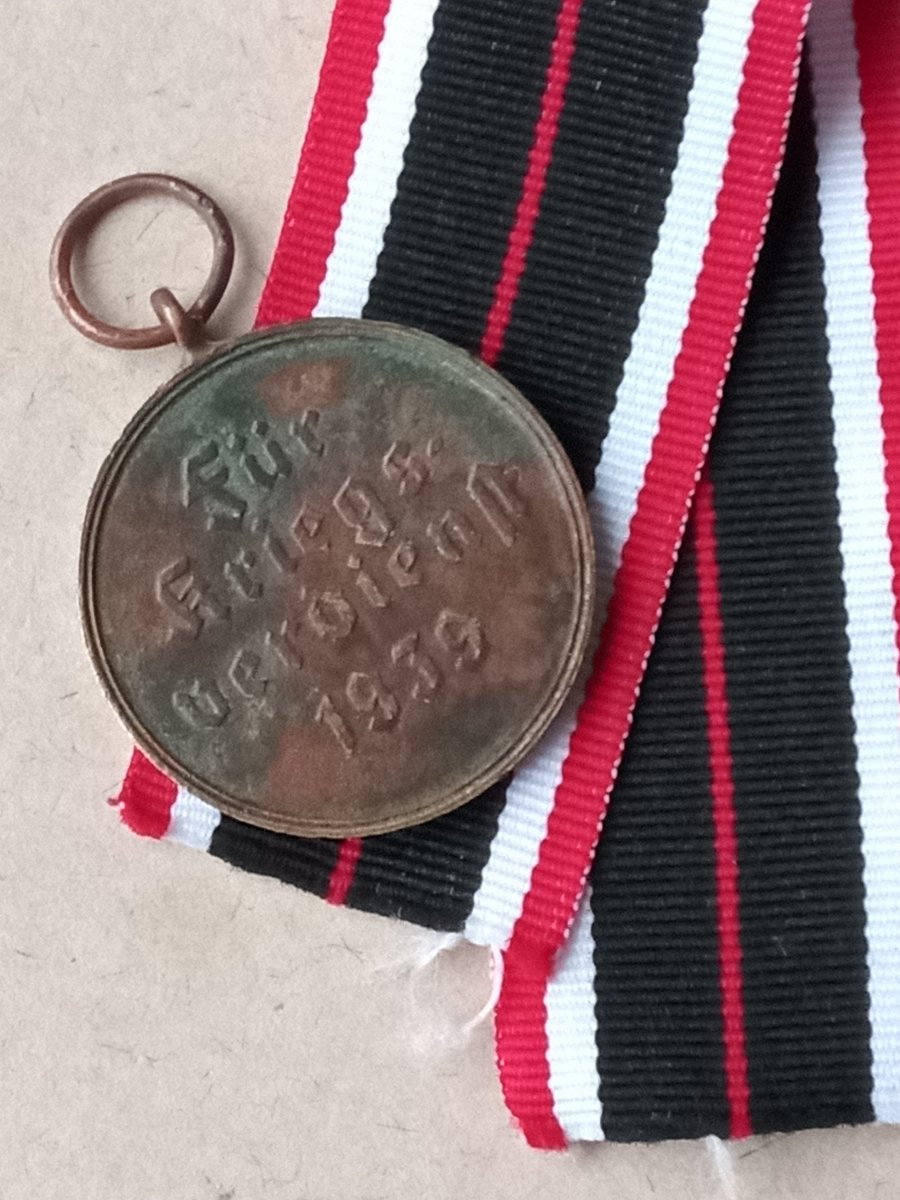 Für
Kriegs-
verdienst
1939